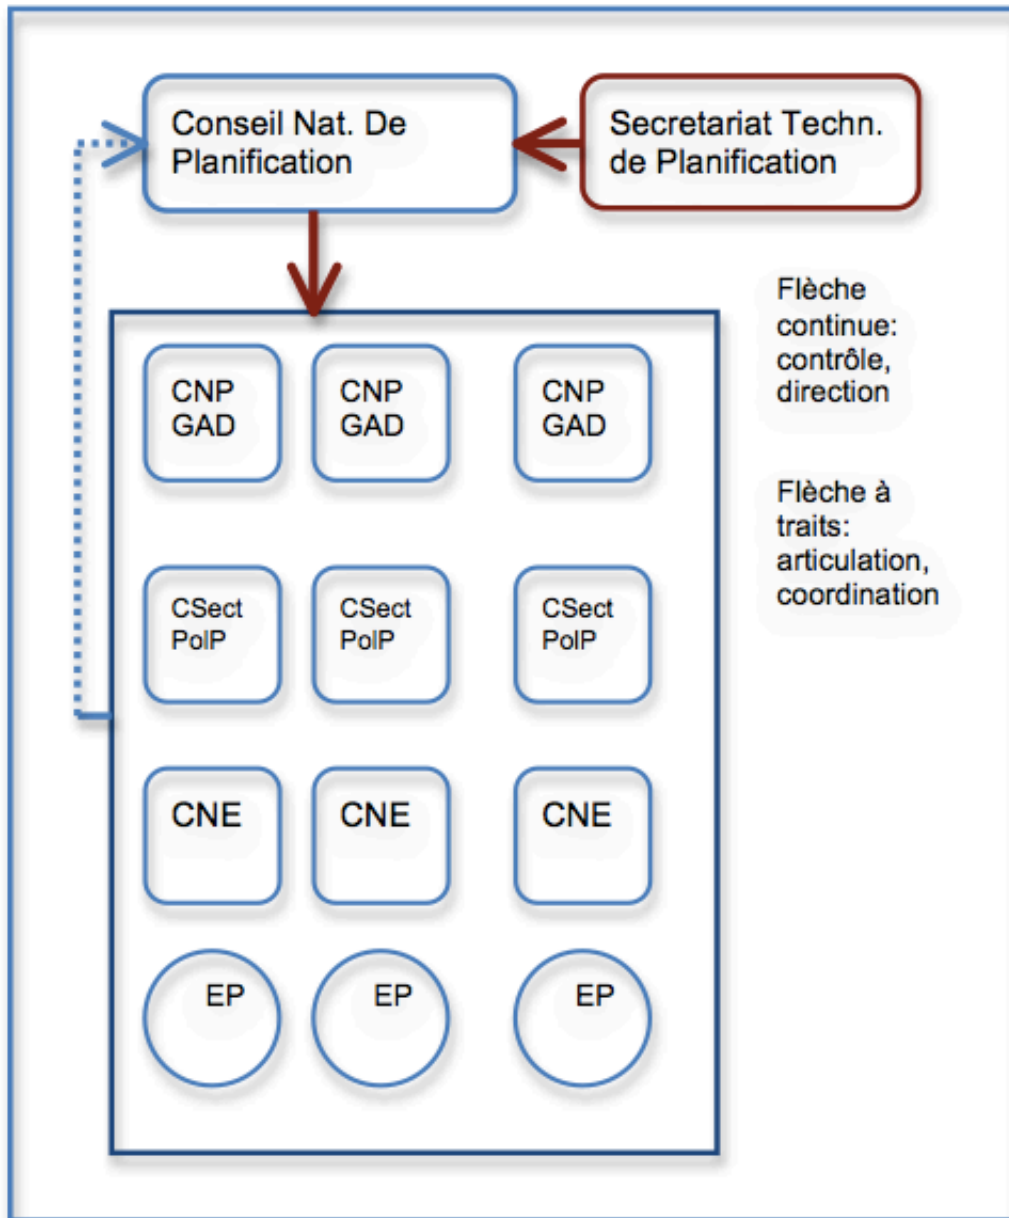 Conseil Nat. De
Planification
Secretariat Techn.
de Planification
Flèche
continue:
contrôle,
direction
CNP
GAD
CNP
GAD
CNP
GAD
Flèche à
traits:
articulation,
coordination
CSect
PolP
CSect
PolP
CSect
PolP
CNE
CNE
CNE
EP
EP
EP